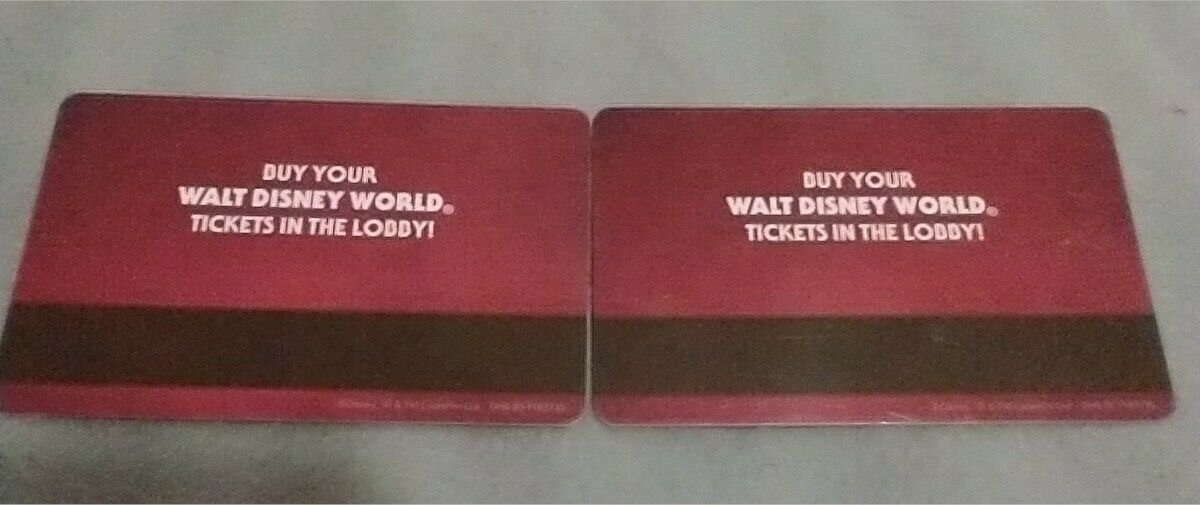 BUY YOUR
WALT DISNEY WORLD®
TICKETS IN THE LOBBY!
BUY YOUR
WALT DISNEY WORLD®
TICKETS IN THE LOBBY!